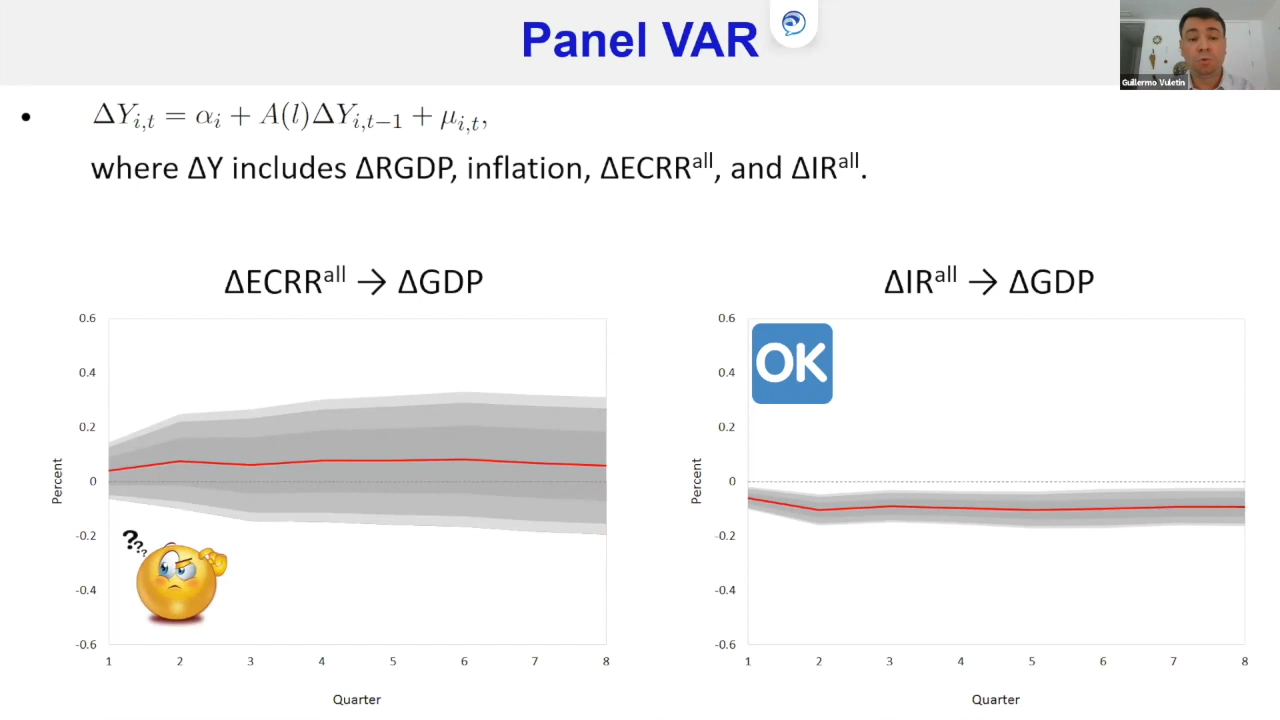 Panel VAR
Guillermo Vuletin
• ΔY_{i,t} = α_i + A(l)ΔY_{i,t−1} + μ_{i,t},
where ΔY includes ΔRGDP, inflation, ΔECRR^{all}, and ΔIR^{all}.
ΔECRR^{all} → ΔGDP
0.6
0.4
0.2
0
-0.2
-0.4
-0.6
Percent
???
1 2 3 4 5 6 7 8
Quarter
ΔIR^{all} → ΔGDP
OK
0.6
0.4
0.2
0
-0.2
-0.4
-0.6
Percent
1 2 3 4 5 6 7 8
Quarter